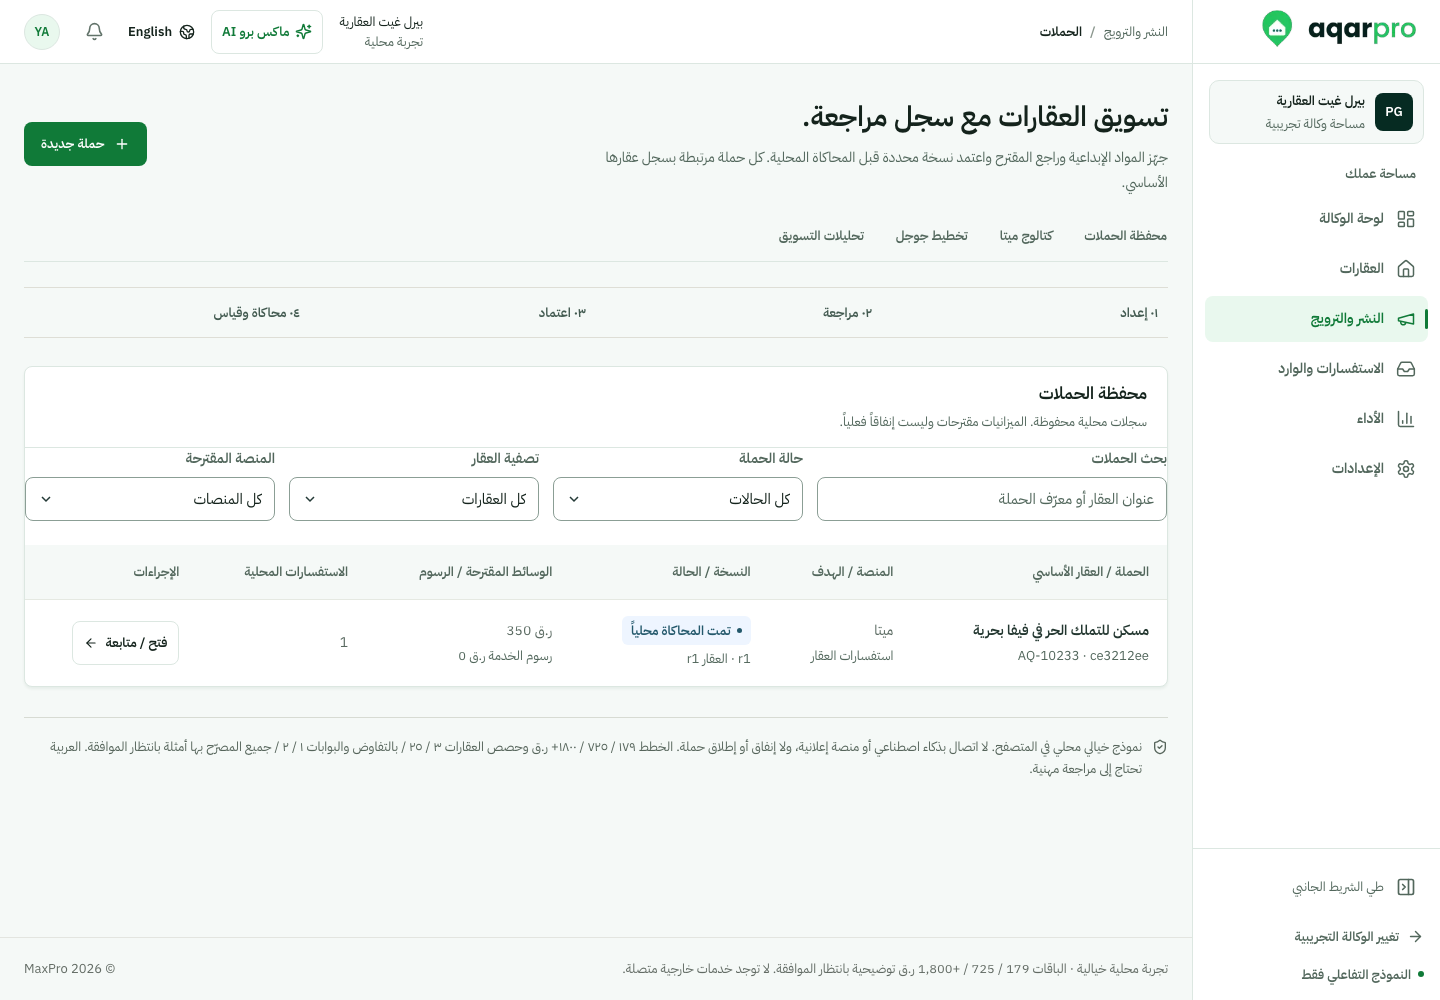 aqarpro
النشر والترويج / الحملات
بيرل غيت العقارية
تجربة محلية
ماكس برو AI
English
YA
PG
بيرل غيت العقارية
مساحة وكالة تجريبية
مساحة عملك
لوحة الوكالة
العقارات
النشر والترويج
الاستفسارات والوارد
الأداء
الإعدادات
طي الشريط الجانبي
تغيير الوكالة التجريبية
النموذج التفاعلي فقط
تسويق العقارات مع سجل مراجعة.
جهّز المواد الإبداعية وراجع المقترح واعتمد نسخة محددة قبل المحاكاة المحلية. كل حملة مرتبطة بسجل عقارها
الأساسي.
حملة جديدة
محفظة الحملات
كتالوج ميتا
تخطيط جوجل
تحليلات التسويق
٠١ إعداد
٠٢ مراجعة
٠٣ اعتماد
٠٤ محاكاة وقياس
محفظة الحملات
سجلات محلية محفوظة. الميزانيات مقترحات وليست إنفاقاً فعلياً.
بحث الحملات
حالة الحملة
تصفية العقار
المنصة المقترحة
عنوان العقار أو معرّف الحملة
كل الحالات
كل العقارات
كل المنصات
الحملة / العقار الأساسي
المنصة / الهدف
النسخة / الحالة
الوسائط المقترحة / الرسوم
الاستفسارات المحلية
الإجراءات
مسكن للتملك الحر في فيفا بحرية
AQ-10233 · ce3212ee
ميتا
استفسارات العقار
تمت المحاكاة محلياً
r1 · العقار r1
ر.ق 350
رسوم الخدمة ر.ق 0
1
فتح / متابعة
نموذج خيالي محلي في المتصفح. لا اتصال بذكاء اصطناعي أو منصة إعلانية، ولا إنفاق أو إطلاق حملة. الخطط ١٧٩ / ٧٢٥ / ١٨٠٠+ ر.ق وحصص العقارات ٣ / ٢٥ / بالتفاوض والبوابات ١ / ٢ / جميع المصرّح بها أمثلة بانتظار الموافقة. العربية
تحتاج إلى مراجعة مهنية.
تجربة محلية خيالية · الباقات 179 / 725 / 1,800+ ر.ق توضيحية بانتظار الموافقة. لا توجد خدمات خارجية متصلة.
© 2026 MaxPro